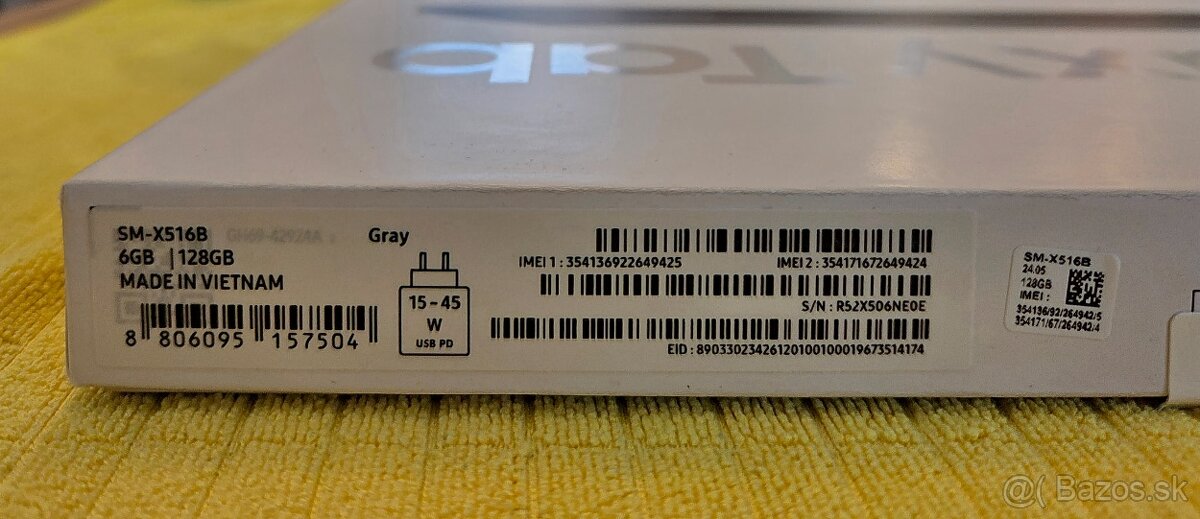 Tab
SM-X516B GH69-42924A
6GB | 128GB
MADE IN VIETNAM
8 806095 157504
Gray
15-45
W
USB PD
IMEI 1 : 354136922649425 IMEI 2 : 354171672649424
S/N : R52X506NE0E
EID : 89033023426120100100019673514174
SM-X516B
24.05
128GB
IMEI :
354136/92/264942/5
354171/67/264942/4
@( Bazos.sk